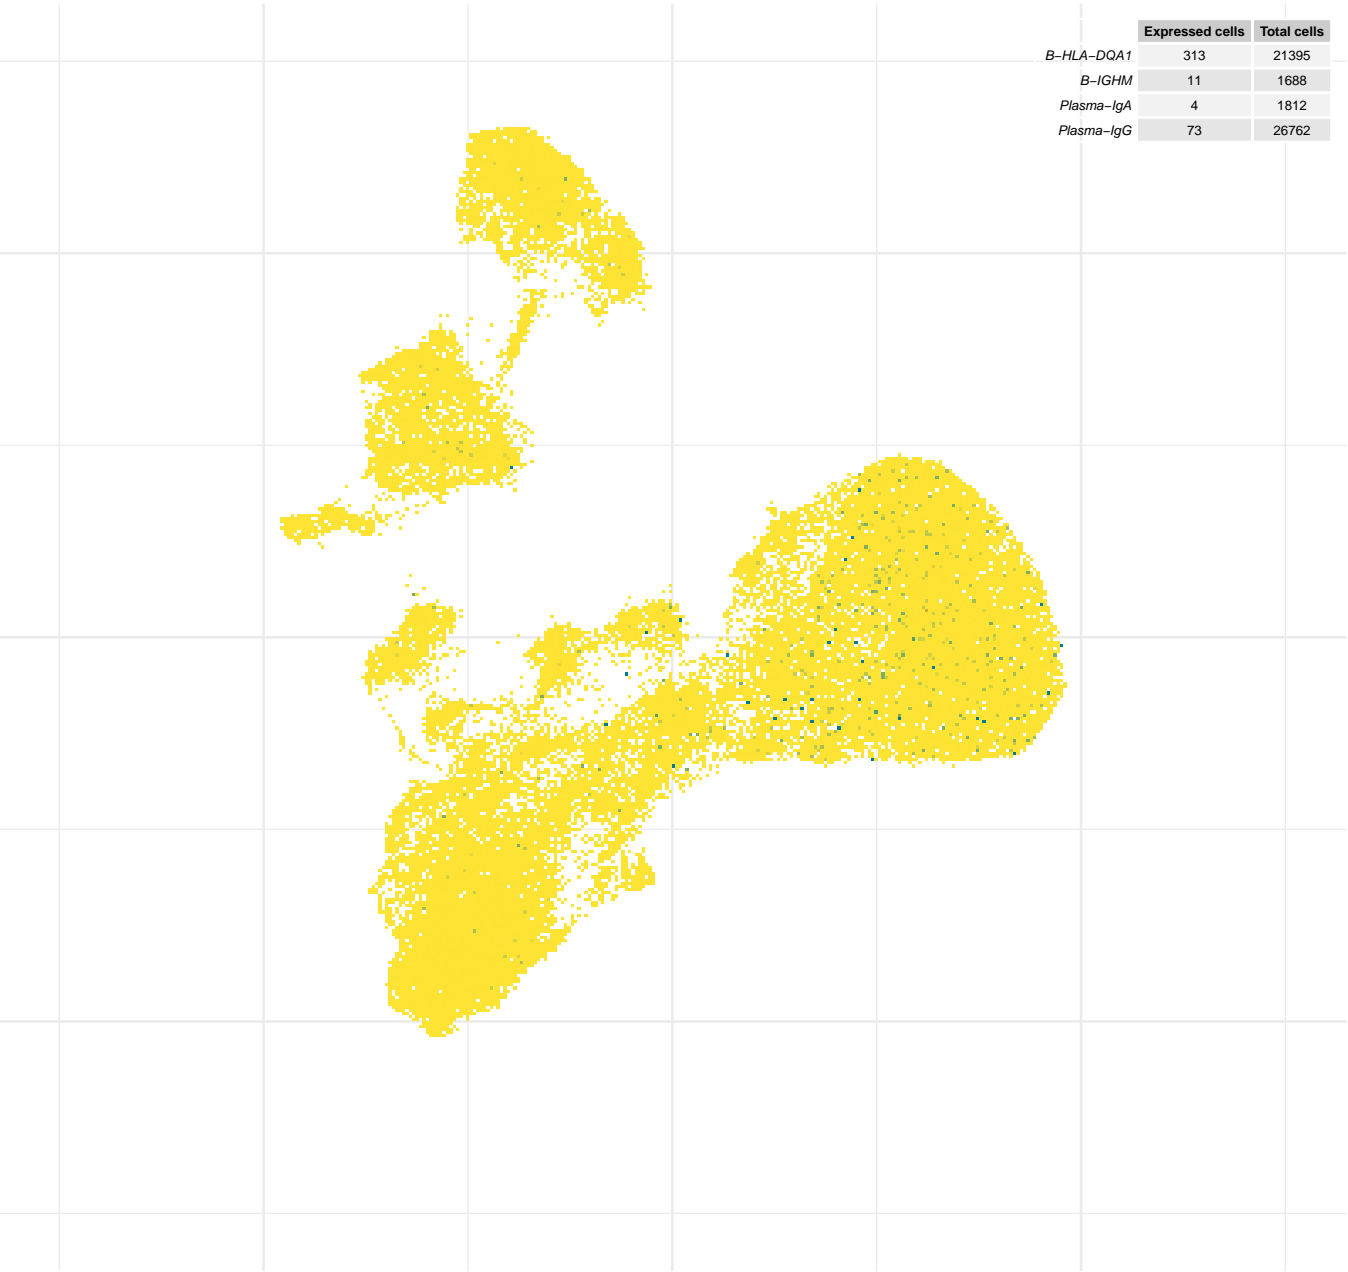 Expressed cells Total cells
B−HLA−DQA1 313 21395
B−IGHM 11 1688
Plasma−IgA 4 1812
Plasma−IgG 73 26762